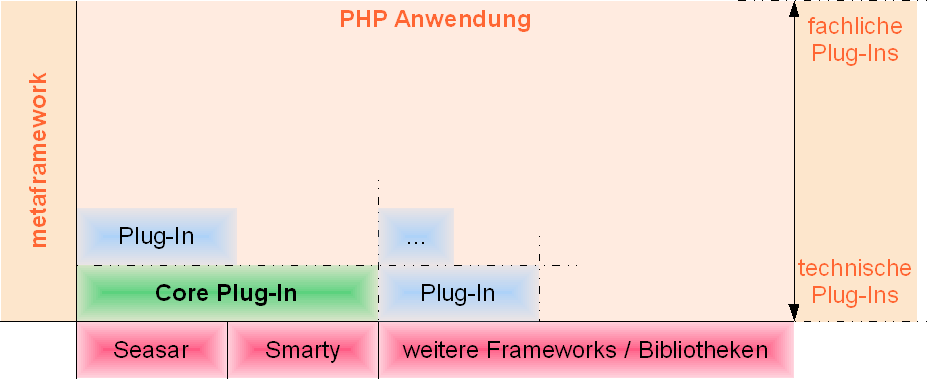 PHP Anwendung
fachliche
Plug-Ins
metaframework
Plug-In
...
Core Plug-In
Plug-In
technische
Plug-Ins
Seasar
Smarty
weitere Frameworks / Bibliotheken